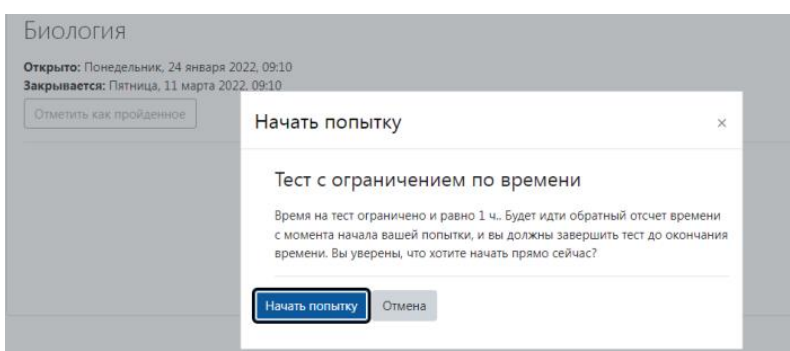 Биология
Открыто: Понедельник, 24 января 2022, 09:10
Закрывается: Пятница, 11 марта 2022, 09:10
Отметить как пройденное
Начать попытку
×
Тест с ограничением по времени
Время на тест ограничено и равно 1 ч.. Будет идти обратный отсчет времени
с момента начала вашей попытки, и вы должны завершить тест до окончания
времени. Вы уверены, что хотите начать прямо сейчас?
Начать попытку Отмена